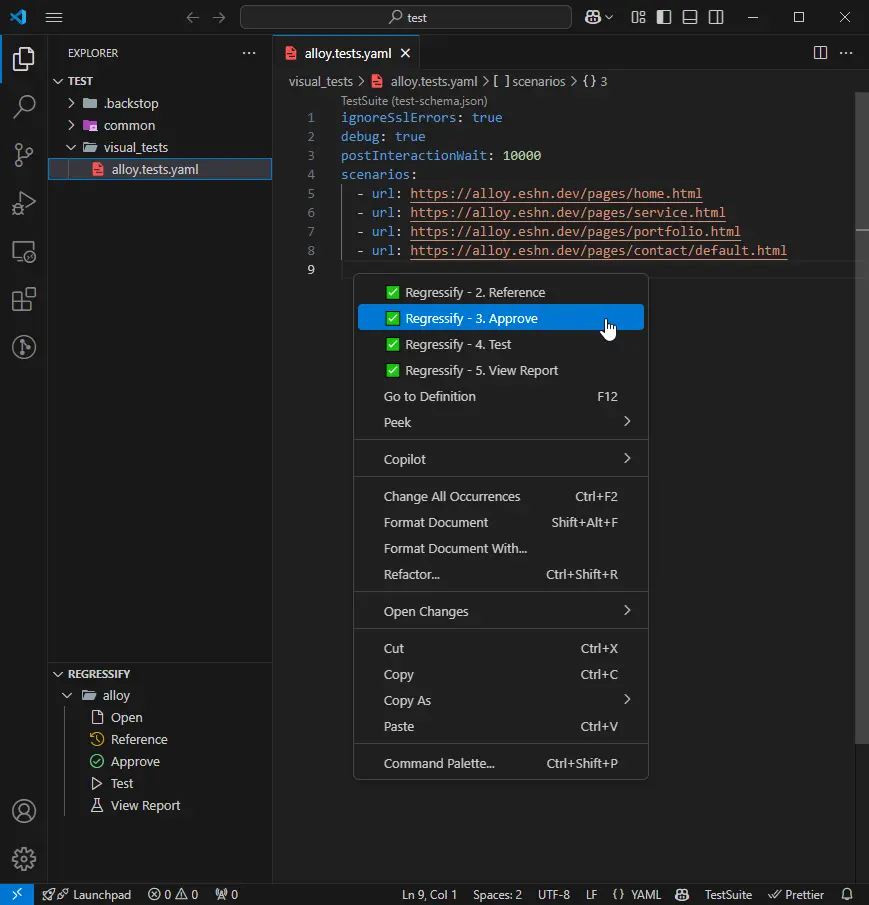 test
EXPLORER
TEST
.backstop
common
visual_tests
alloy.tests.yaml
REGRESSIFY
alloy
Open
Reference
Approve
Test
View Report
alloy.tests.yaml
visual_tests > alloy.tests.yaml > [ ] scenarios > {} 3
TestSuite (test-schema.json)
1 ignoreSslErrors: true
2 debug: true
3 postInteractionWait: 10000
4 scenarios:
5 - url: https://alloy.eshn.dev/pages/home.html
6 - url: https://alloy.eshn.dev/pages/service.html
7 - url: https://alloy.eshn.dev/pages/portfolio.html
8 - url: https://alloy.eshn.dev/pages/contact/default.html
9
Regressify - 2. Reference
Regressify - 3. Approve
Regressify - 4. Test
Regressify - 5. View Report
Go to Definition F12
Peek
Copilot
Change All Occurrences Ctrl+F2
Format Document Shift+Alt+F
Format Document With...
Refactor... Ctrl+Shift+R
Open Changes
Cut Ctrl+X
Copy Ctrl+C
Copy As
Paste Ctrl+V
Command Palette... Ctrl+Shift+P
Launchpad 0 0 0 Ln 9, Col 1 Spaces: 2 UTF-8 LF {} YAML TestSuite Prettier